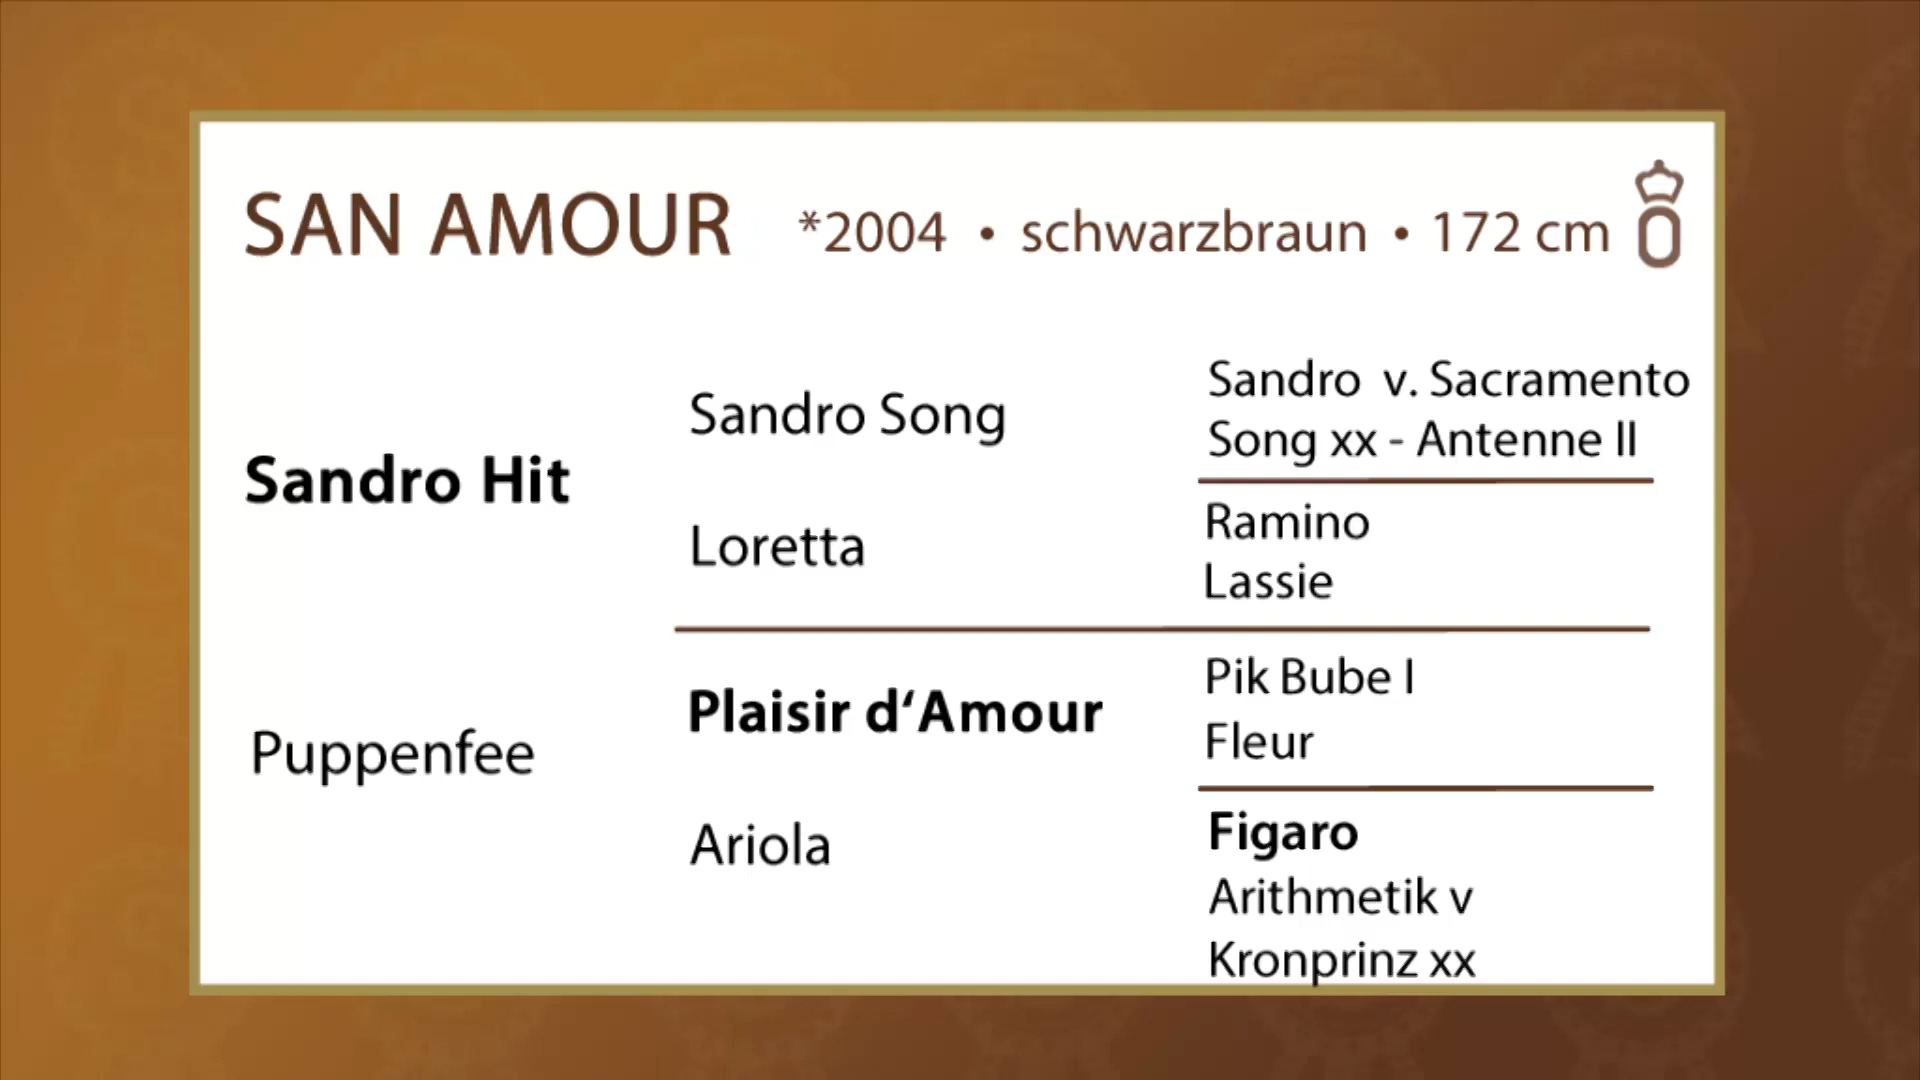 SAN AMOUR *2004 • schwarzbraun • 172 cm
Sandro Hit
Sandro Song
Sandro v. Sacramento
Song xx - Antenne II
Loretta
Ramino
Lassie
Puppenfee
Plaisir d‘Amour
Pik Bube I
Fleur
Ariola
Figaro
Arithmetik v
Kronprinz xx